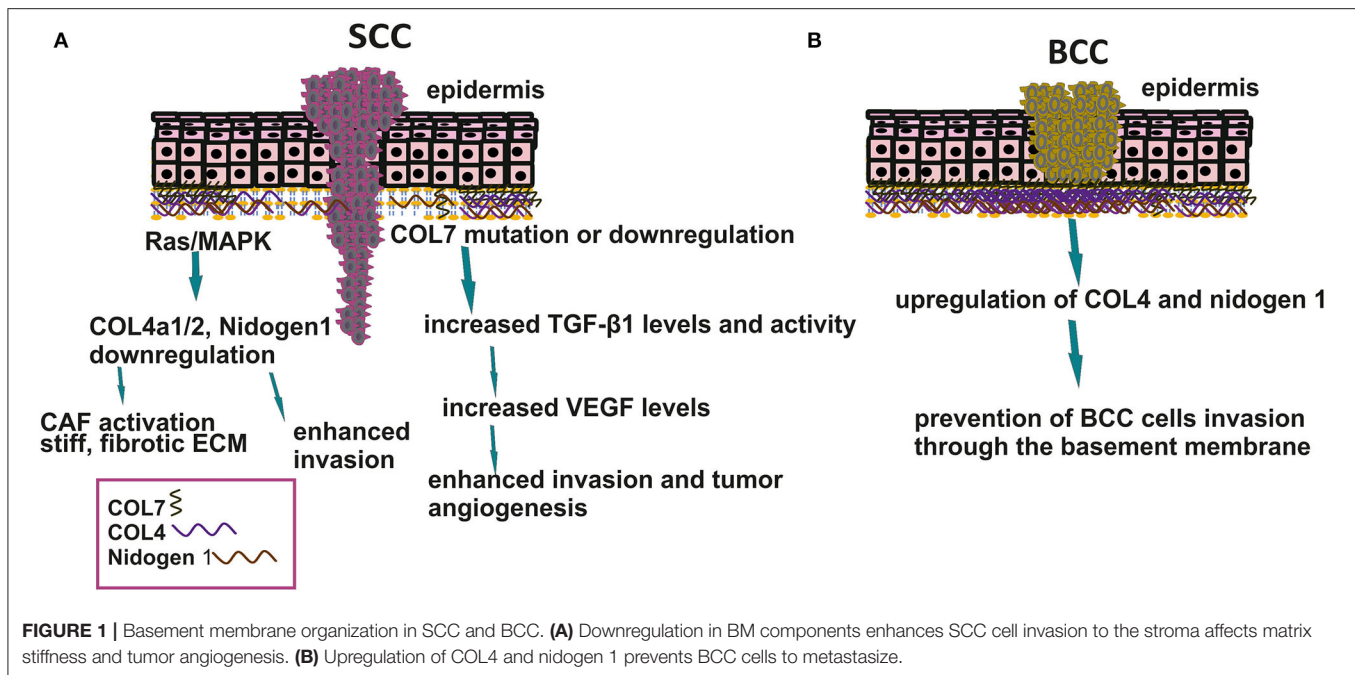 A
SCC
epidermis
Ras/MAPK
COL4a1/2, Nidogen1
downregulation
CAF activation
stiff, fibrotic ECM
enhanced
invasion
COL7 mutation or downregulation
increased TGF-β1 levels and activity
increased VEGF levels
enhanced invasion and tumor
angiogenesis
COL7
COL4
Nidogen 1
B
BCC
epidermis
upregulation of COL4 and nidogen 1
prevention of BCC cells invasion
through the basement membrane
FIGURE 1 | Basement membrane organization in SCC and BCC. (A) Downregulation in BM components enhances SCC cell invasion to the stroma affects matrix
stiffness and tumor angiogenesis. (B) Upregulation of COL4 and nidogen 1 prevents BCC cells to metastasize.